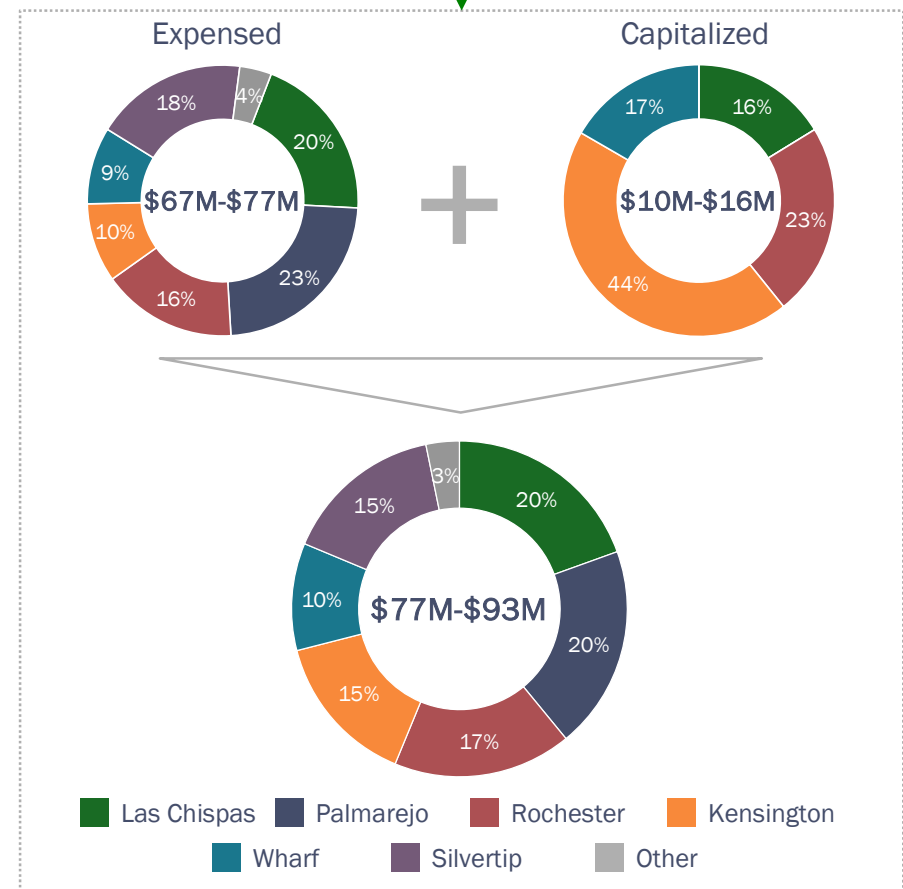 Expensed
Capitalized
4%
18%
20%
9%
$67M-$77M
10%
23%
16%
17%
16%
$10M-$16M
23%
44%
3%
20%
15%
10%
$77M-$93M
20%
15%
17%
Las Chispas
Palmarejo
Rochester
Kensington
Wharf
Silvertip
Other